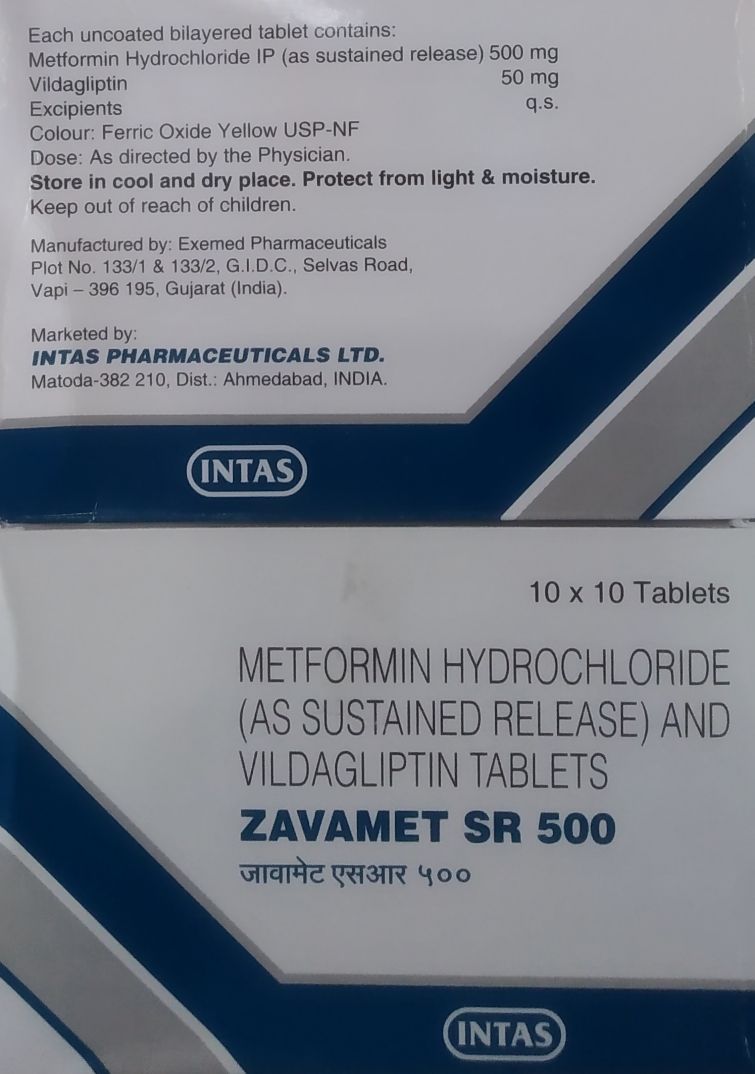 Each uncoated bilayered tablet contains:
Metformin Hydrochloride IP (as sustained release) 500 mg
Vildagliptin 50 mg
Excipients q.s.
Colour: Ferric Oxide Yellow USP-NF
Dose: As directed by the Physician.
Store in cool and dry place. Protect from light & moisture.
Keep out of reach of children.
Manufactured by: Exemed Pharmaceuticals
Plot No. 133/1 & 133/2, G.I.D.C., Selvas Road,
Vapi – 396 195, Gujarat (India).
Marketed by:
INTAS PHARMACEUTICALS LTD.
Matoda-382 210, Dist.: Ahmedabad, INDIA.
INTAS
10 x 10 Tablets
METFORMIN HYDROCHLORIDE
(AS SUSTAINED RELEASE) AND
VILDAGLIPTIN TABLETS
ZAVAMET SR 500
जावामेट एसआर ५००
INTAS